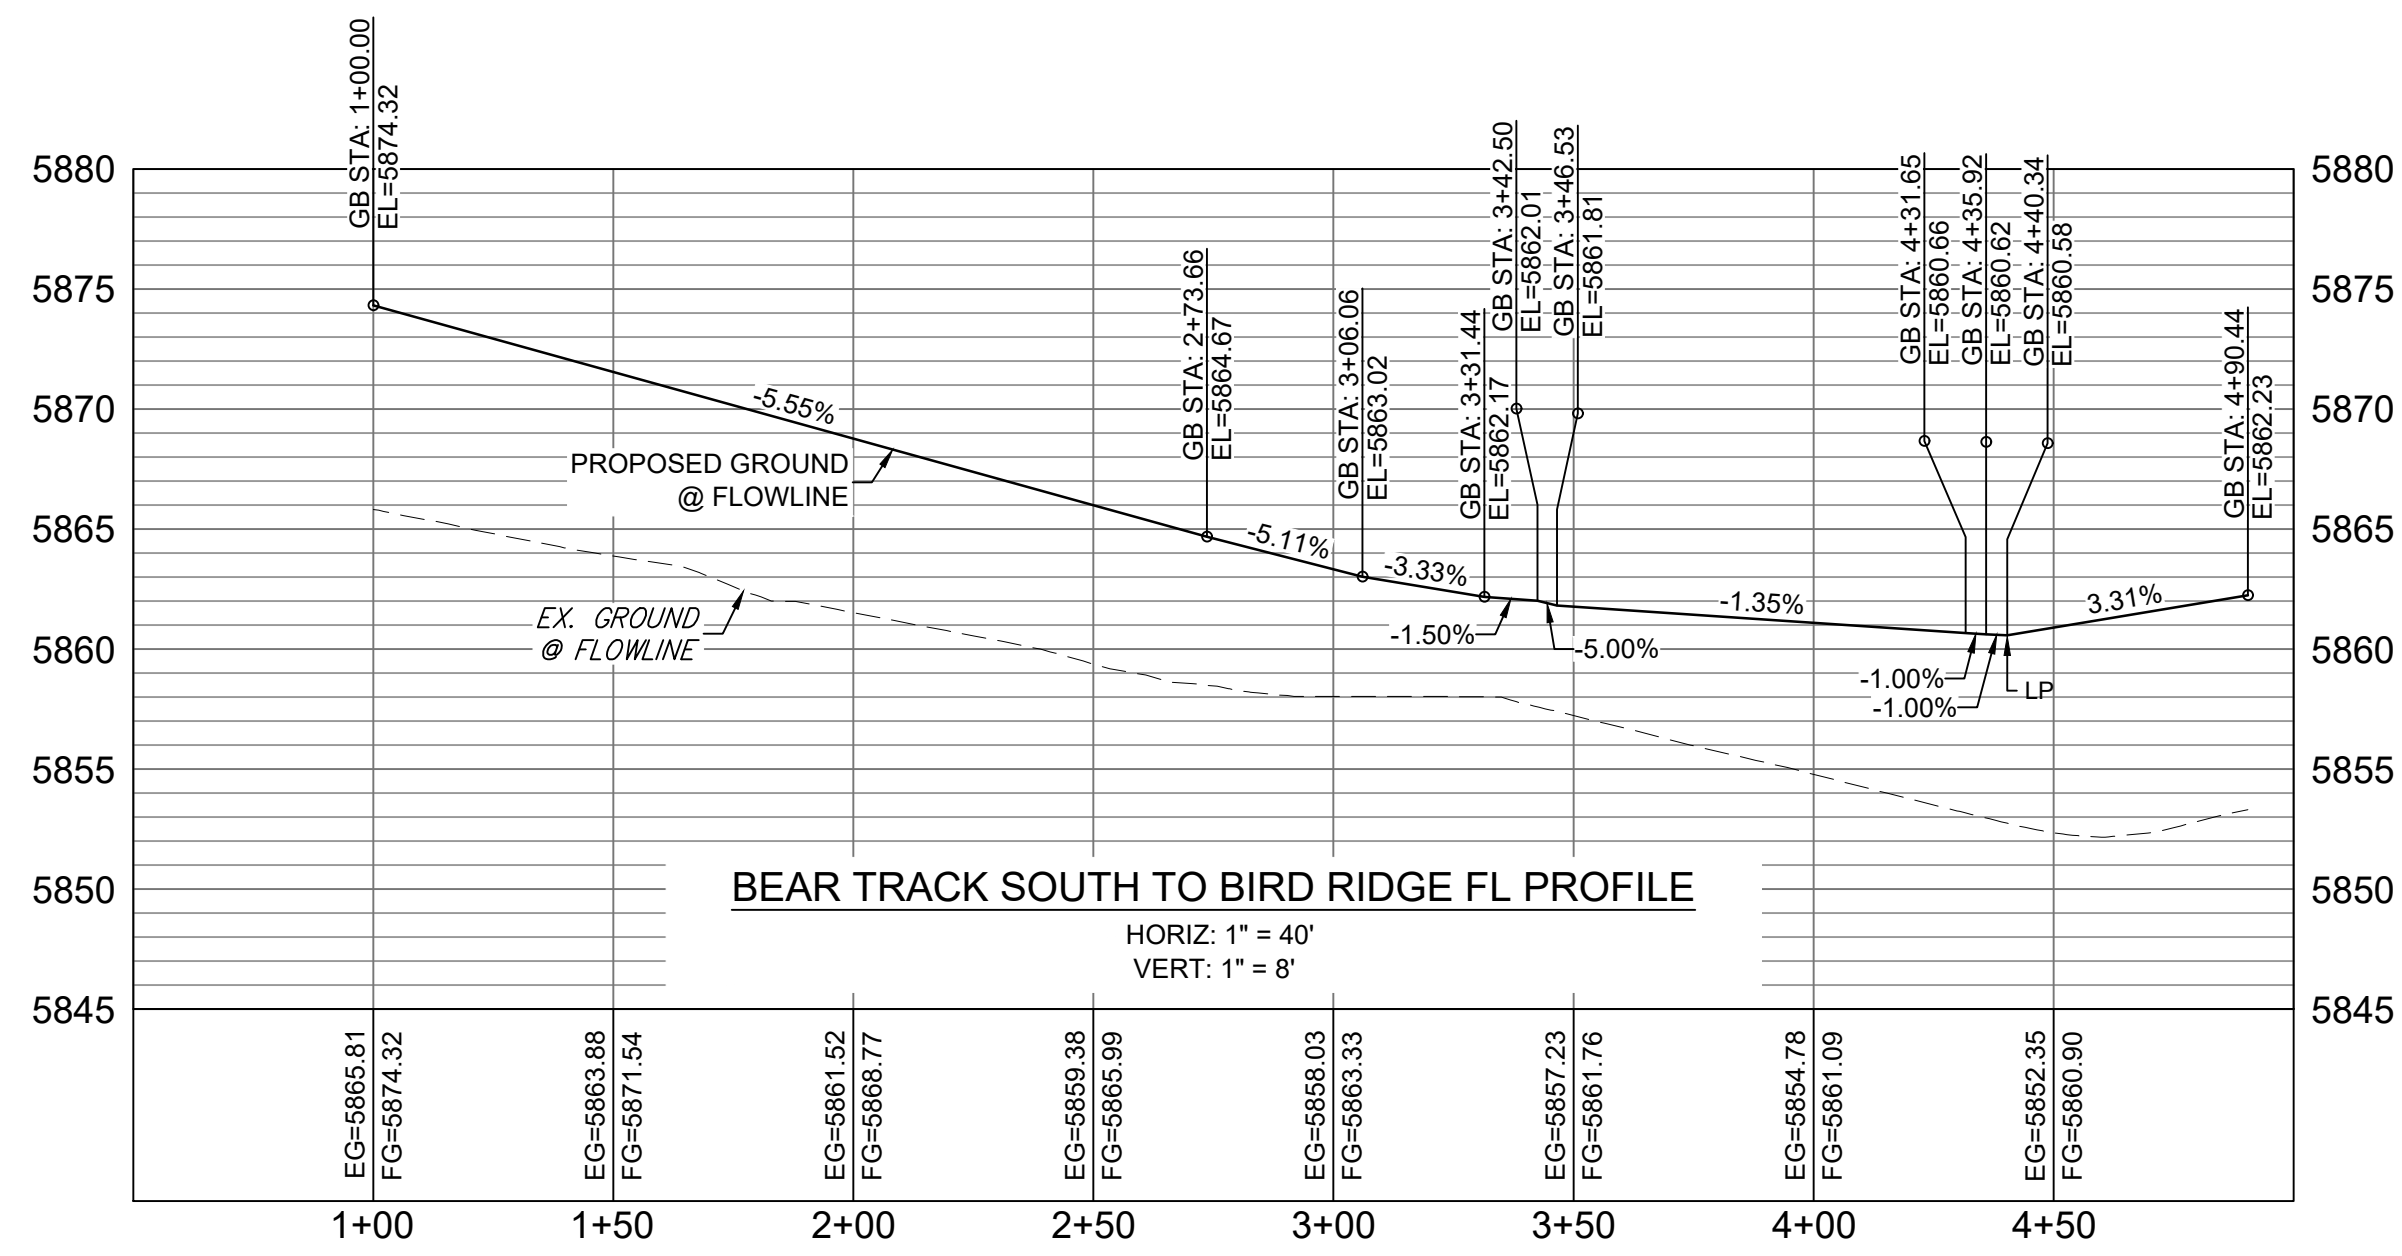 GB STA: 1+00.00
EL=5874.32
GB STA: 2+73.66
EL=5864.67
GB STA: 3+06.06
EL=5863.02
GB STA: 3+31.44
EL=5862.17
GB STA: 3+42.50
EL=5862.01
GB STA: 3+46.53
EL=5861.81
GB STA: 4+31.65
EL=5860.66
GB STA: 4+35.92
EL=5860.62
GB STA: 4+40.34
EL=5860.58
GB STA: 4+90.44
EL=5862.23
5880
5880
5875
5875
5870
5870
5865
5865
5860
5860
5855
5855
5850
5850
5845
5845
-5.55%
PROPOSED GROUND
@ FLOWLINE
-5.11%
-3.33%
-1.50%
-5.00%
-1.35%
-1.00%
-1.00%
LP
3.31%
EX. GROUND
@ FLOWLINE
BEAR TRACK SOUTH TO BIRD RIDGE FL PROFILE
HORIZ: 1" = 40'
VERT: 1" = 8'
EG=5865.81
FG=5874.32
EG=5863.88
FG=5871.54
EG=5861.52
FG=5868.77
EG=5859.38
FG=5865.99
EG=5858.03
FG=5863.33
EG=5857.23
FG=5861.76
EG=5854.78
FG=5861.09
EG=5852.35
FG=5860.90
1+00
1+50
2+00
2+50
3+00
3+50
4+00
4+50